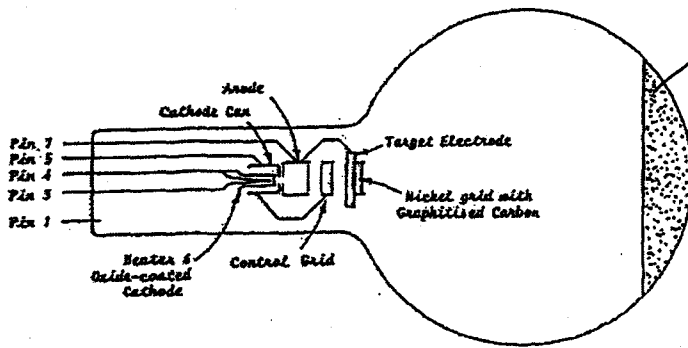 Anode
Cathode Can
Pin 7
Pin 5
Pin 4
Pin 3
Pin 1
Target Electrode
Nickel grid with
Graphitised Carbon
Heater &
Oxide-coated
Cathode
Control Grid